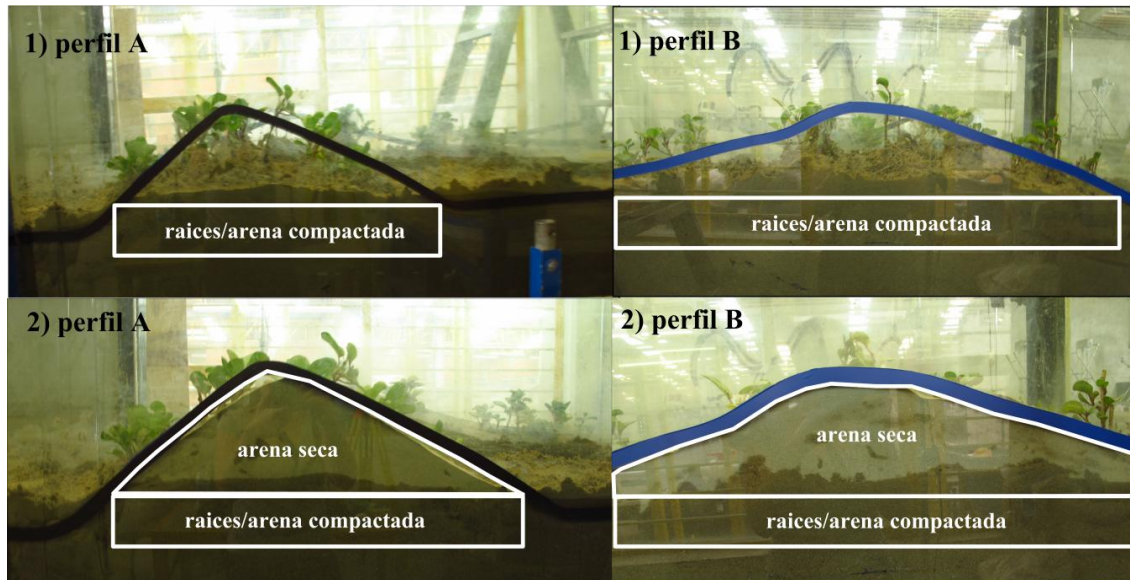 1) perfil A
raices/arena compactada
1) perfil B
raices/arena compactada
2) perfil A
arena seca
raices/arena compactada
2) perfil B
arena seca
raices/arena compactada